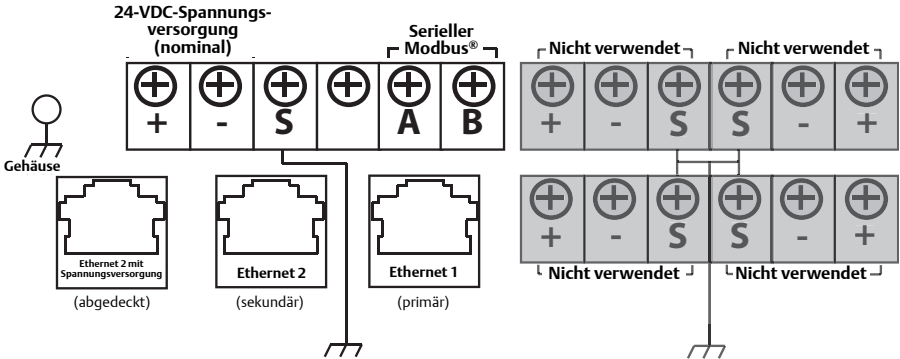 24-VDC-Spannungs-
versorgung
(nominal)
Serieller
Modbus®
Nicht verwendet
Nicht verwendet
+ - S A B
+ - S S - +
Gehäuse
Ethernet 2 mit
Spannungsversorgung
(abgedeckt)
Ethernet 2
(sekundär)
Ethernet 1
(primär)
+ - S S - +
Nicht verwendet
Nicht verwendet